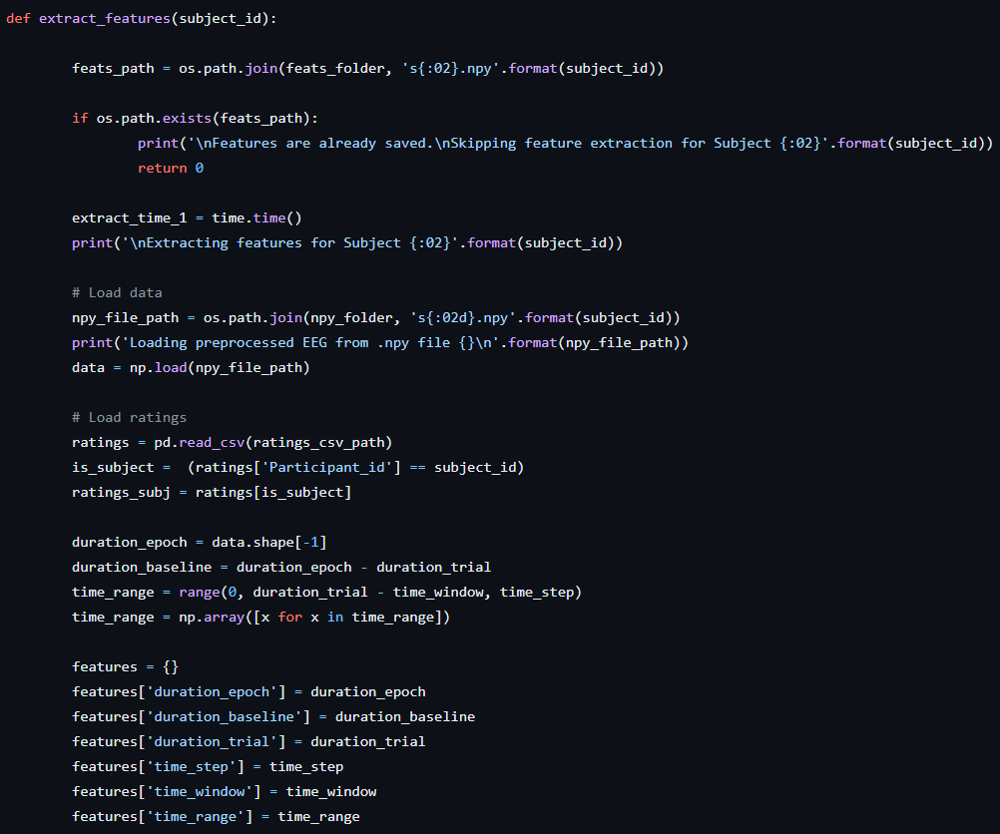 def extract_features(subject_id):
feats_path = os.path.join(feats_folder, 's{:02}.npy'.format(subject_id))
if os.path.exists(feats_path):
print('\nFeatures are already saved.\nSkipping feature extraction for Subject {:02}'.format(subject_id))
return 0
extract_time_1 = time.time()
print('\nExtracting features for Subject {:02}'.format(subject_id))
# Load data
npy_file_path = os.path.join(npy_folder, 's{:02d}.npy'.format(subject_id))
print('Loading preprocessed EEG from .npy file {}\n'.format(npy_file_path))
data = np.load(npy_file_path)
# Load ratings
ratings = pd.read_csv(ratings_csv_path)
is_subject =  (ratings['Participant_id'] == subject_id)
ratings_subj = ratings[is_subject]
duration_epoch = data.shape[-1]
duration_baseline = duration_epoch - duration_trial
time_range = range(0, duration_trial - time_window, time_step)
time_range = np.array([x for x in time_range])
features = {}
features['duration_epoch'] = duration_epoch
features['duration_baseline'] = duration_baseline
features['duration_trial'] = duration_trial
features['time_step'] = time_step
features['time_window'] = time_window
features['time_range'] = time_range